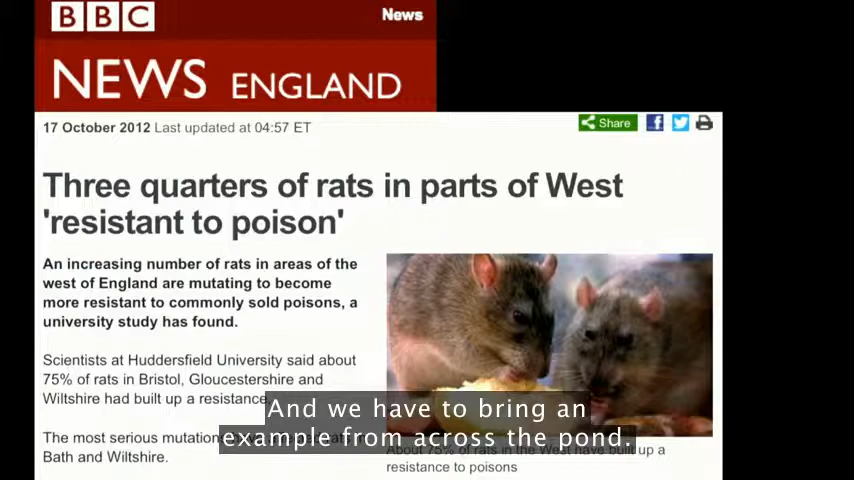 BBC
News
NEWS ENGLAND
17 October 2012 Last updated at 04:57 ET
Share
Three quarters of rats in parts of West
'resistant to poison'
An increasing number of rats in areas of the
west of England are mutating to become
more resistant to commonly sold poisons, a
university study has found.
Scientists at Huddersfield University said about
75% of rats in Bristol, Gloucestershire and
Wiltshire had built up a resistance.
The most serious mutations
Bath and Wiltshire.
About 75% of rats in the West have built up a
resistance to poisons
And we have to bring an
example from across the pond.